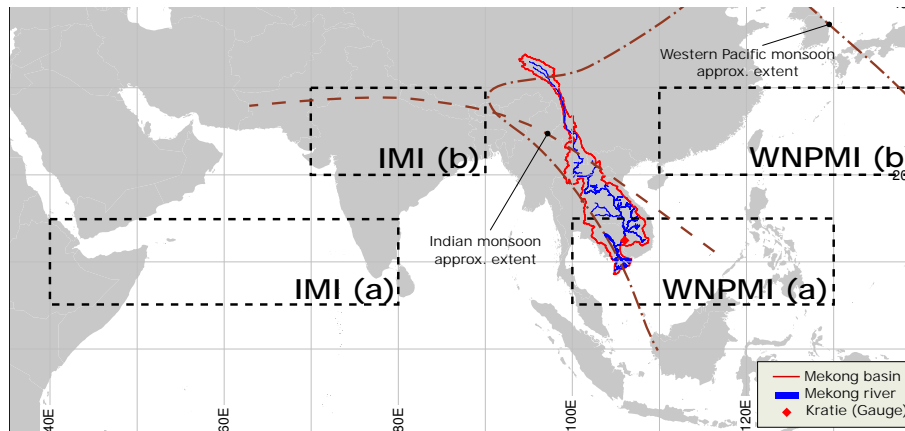 Western Pacific monsoon
approx. extent
IMI (b)
WNPMI (b)
20
Indian monsoon
approx. extent
IMI (a)
WNPMI (a)
Mekong basin
Mekong river
Kratie (Gauge)
40E
80E
100E
120E